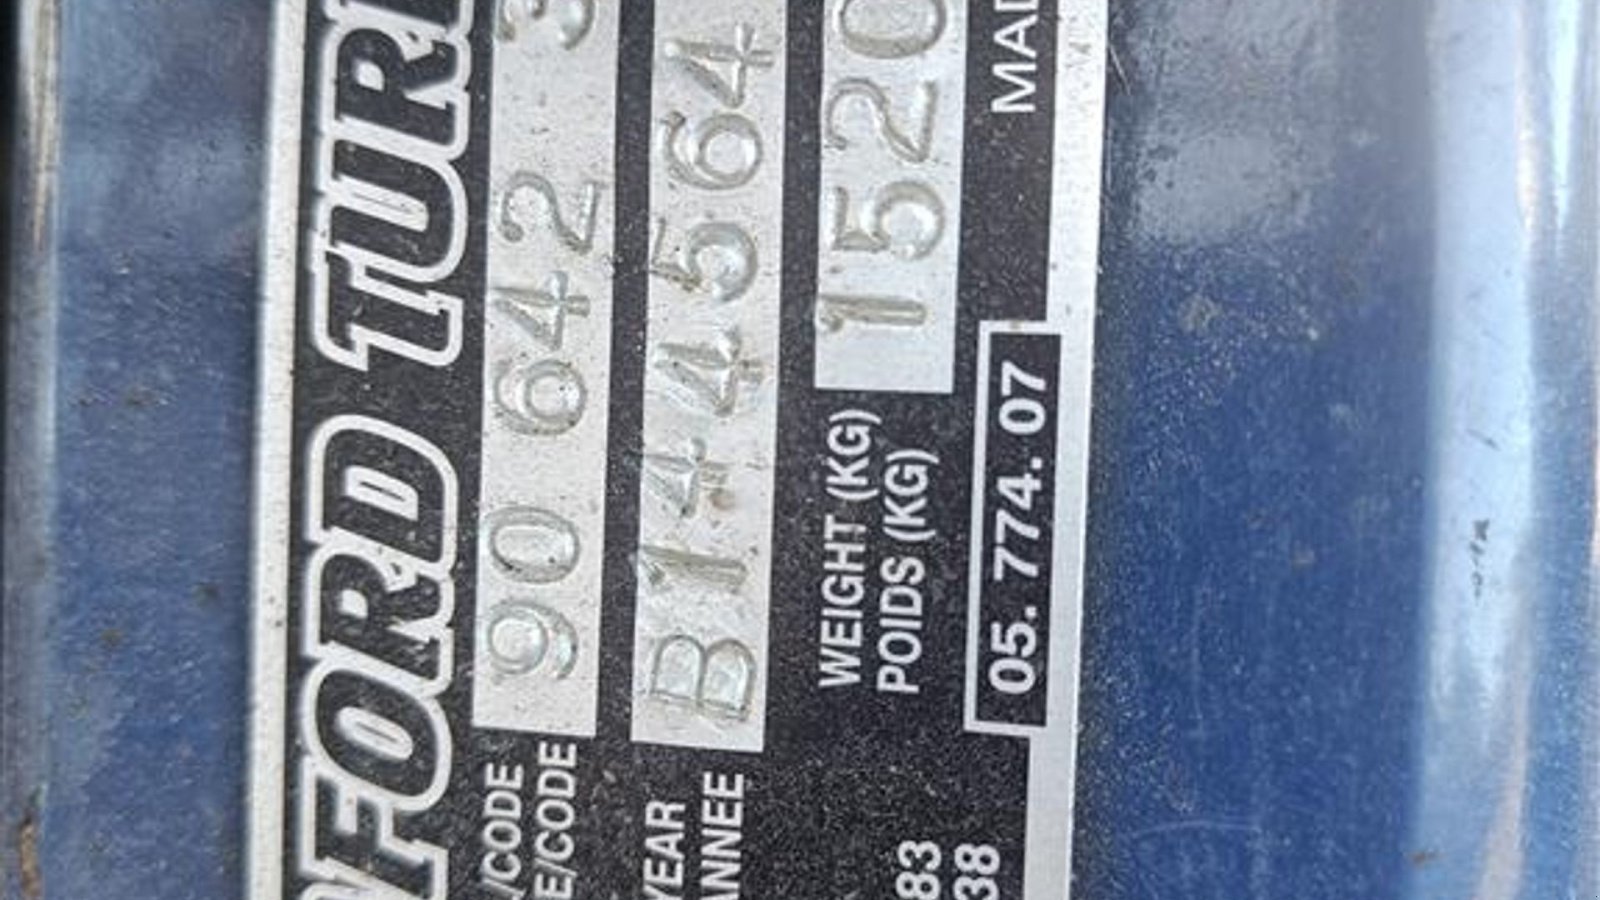 FORD TUR
/CODE
E/CODE
90 642 3
YEAR
ANNEE
B144564
WEIGHT (KG)
POIDS (KG)
1520
83
38
05. 774. 07
MAD